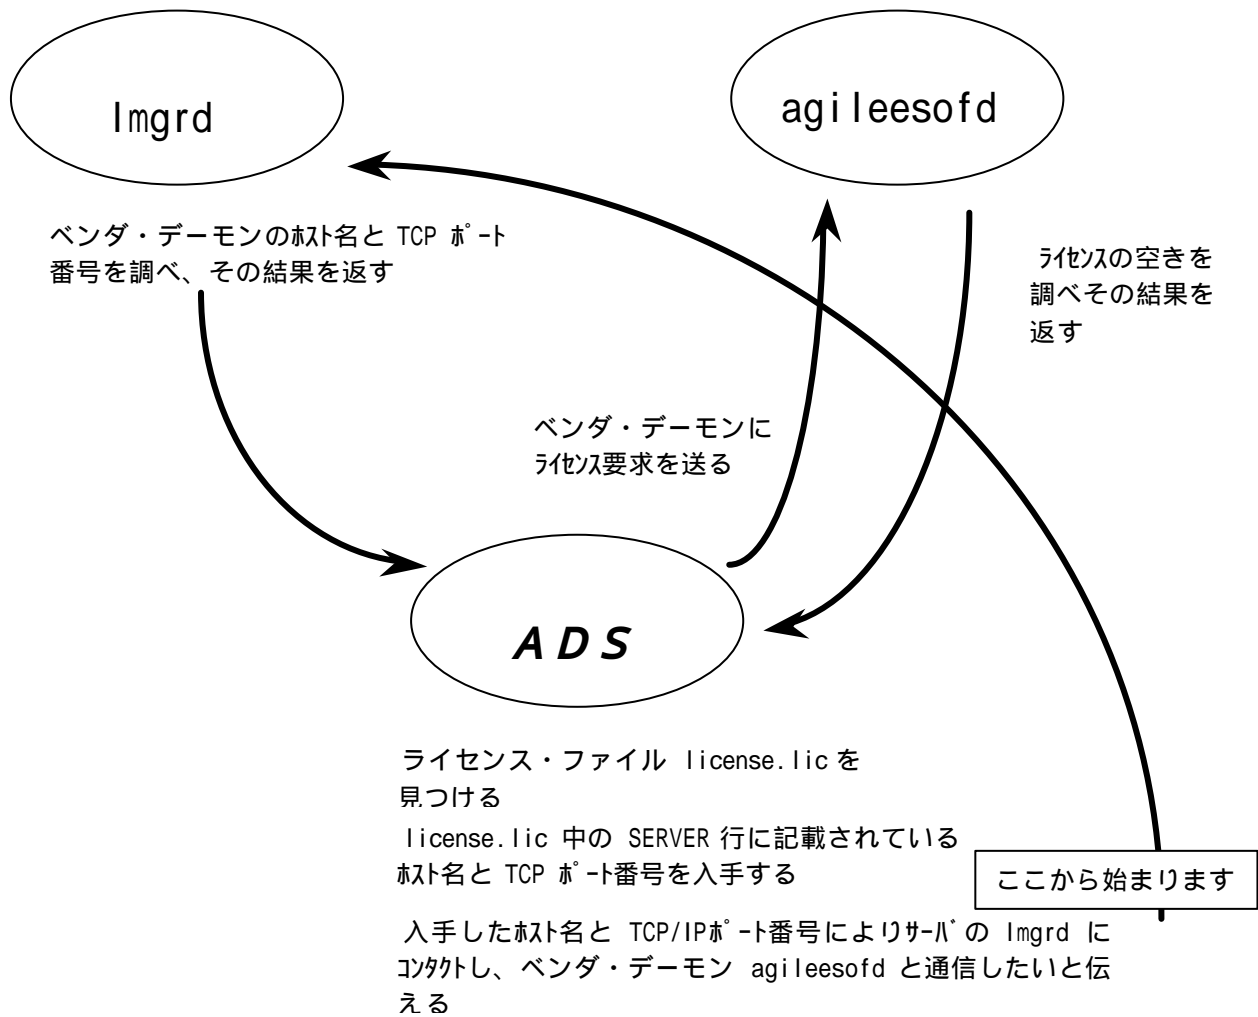 lmgrd
agileesofd
ベンダ・デーモンのﾎｽﾄ名と TCP ﾎﾟｰﾄ
番号を調べ、その結果を返す
ﾗｲｾﾝｽの空きを
調べその結果を
返す
ベンダ・デーモンに
ﾗｲｾﾝｽ要求を送る
ADS
ライセンス・ファイル license.lic を
見つける
license.lic 中の SERVER 行に記載されている
ﾎｽﾄ名と TCP ﾎﾟｰﾄ番号を入手する
ここから始まります
入手したﾎｽﾄ名と TCP/IPﾎﾟｰﾄ番号によりｻｰﾊﾞの lmgrd に
ｺﾝﾀｸﾄし、ベンダ・デーモン agileesofd と通信したいと伝
える